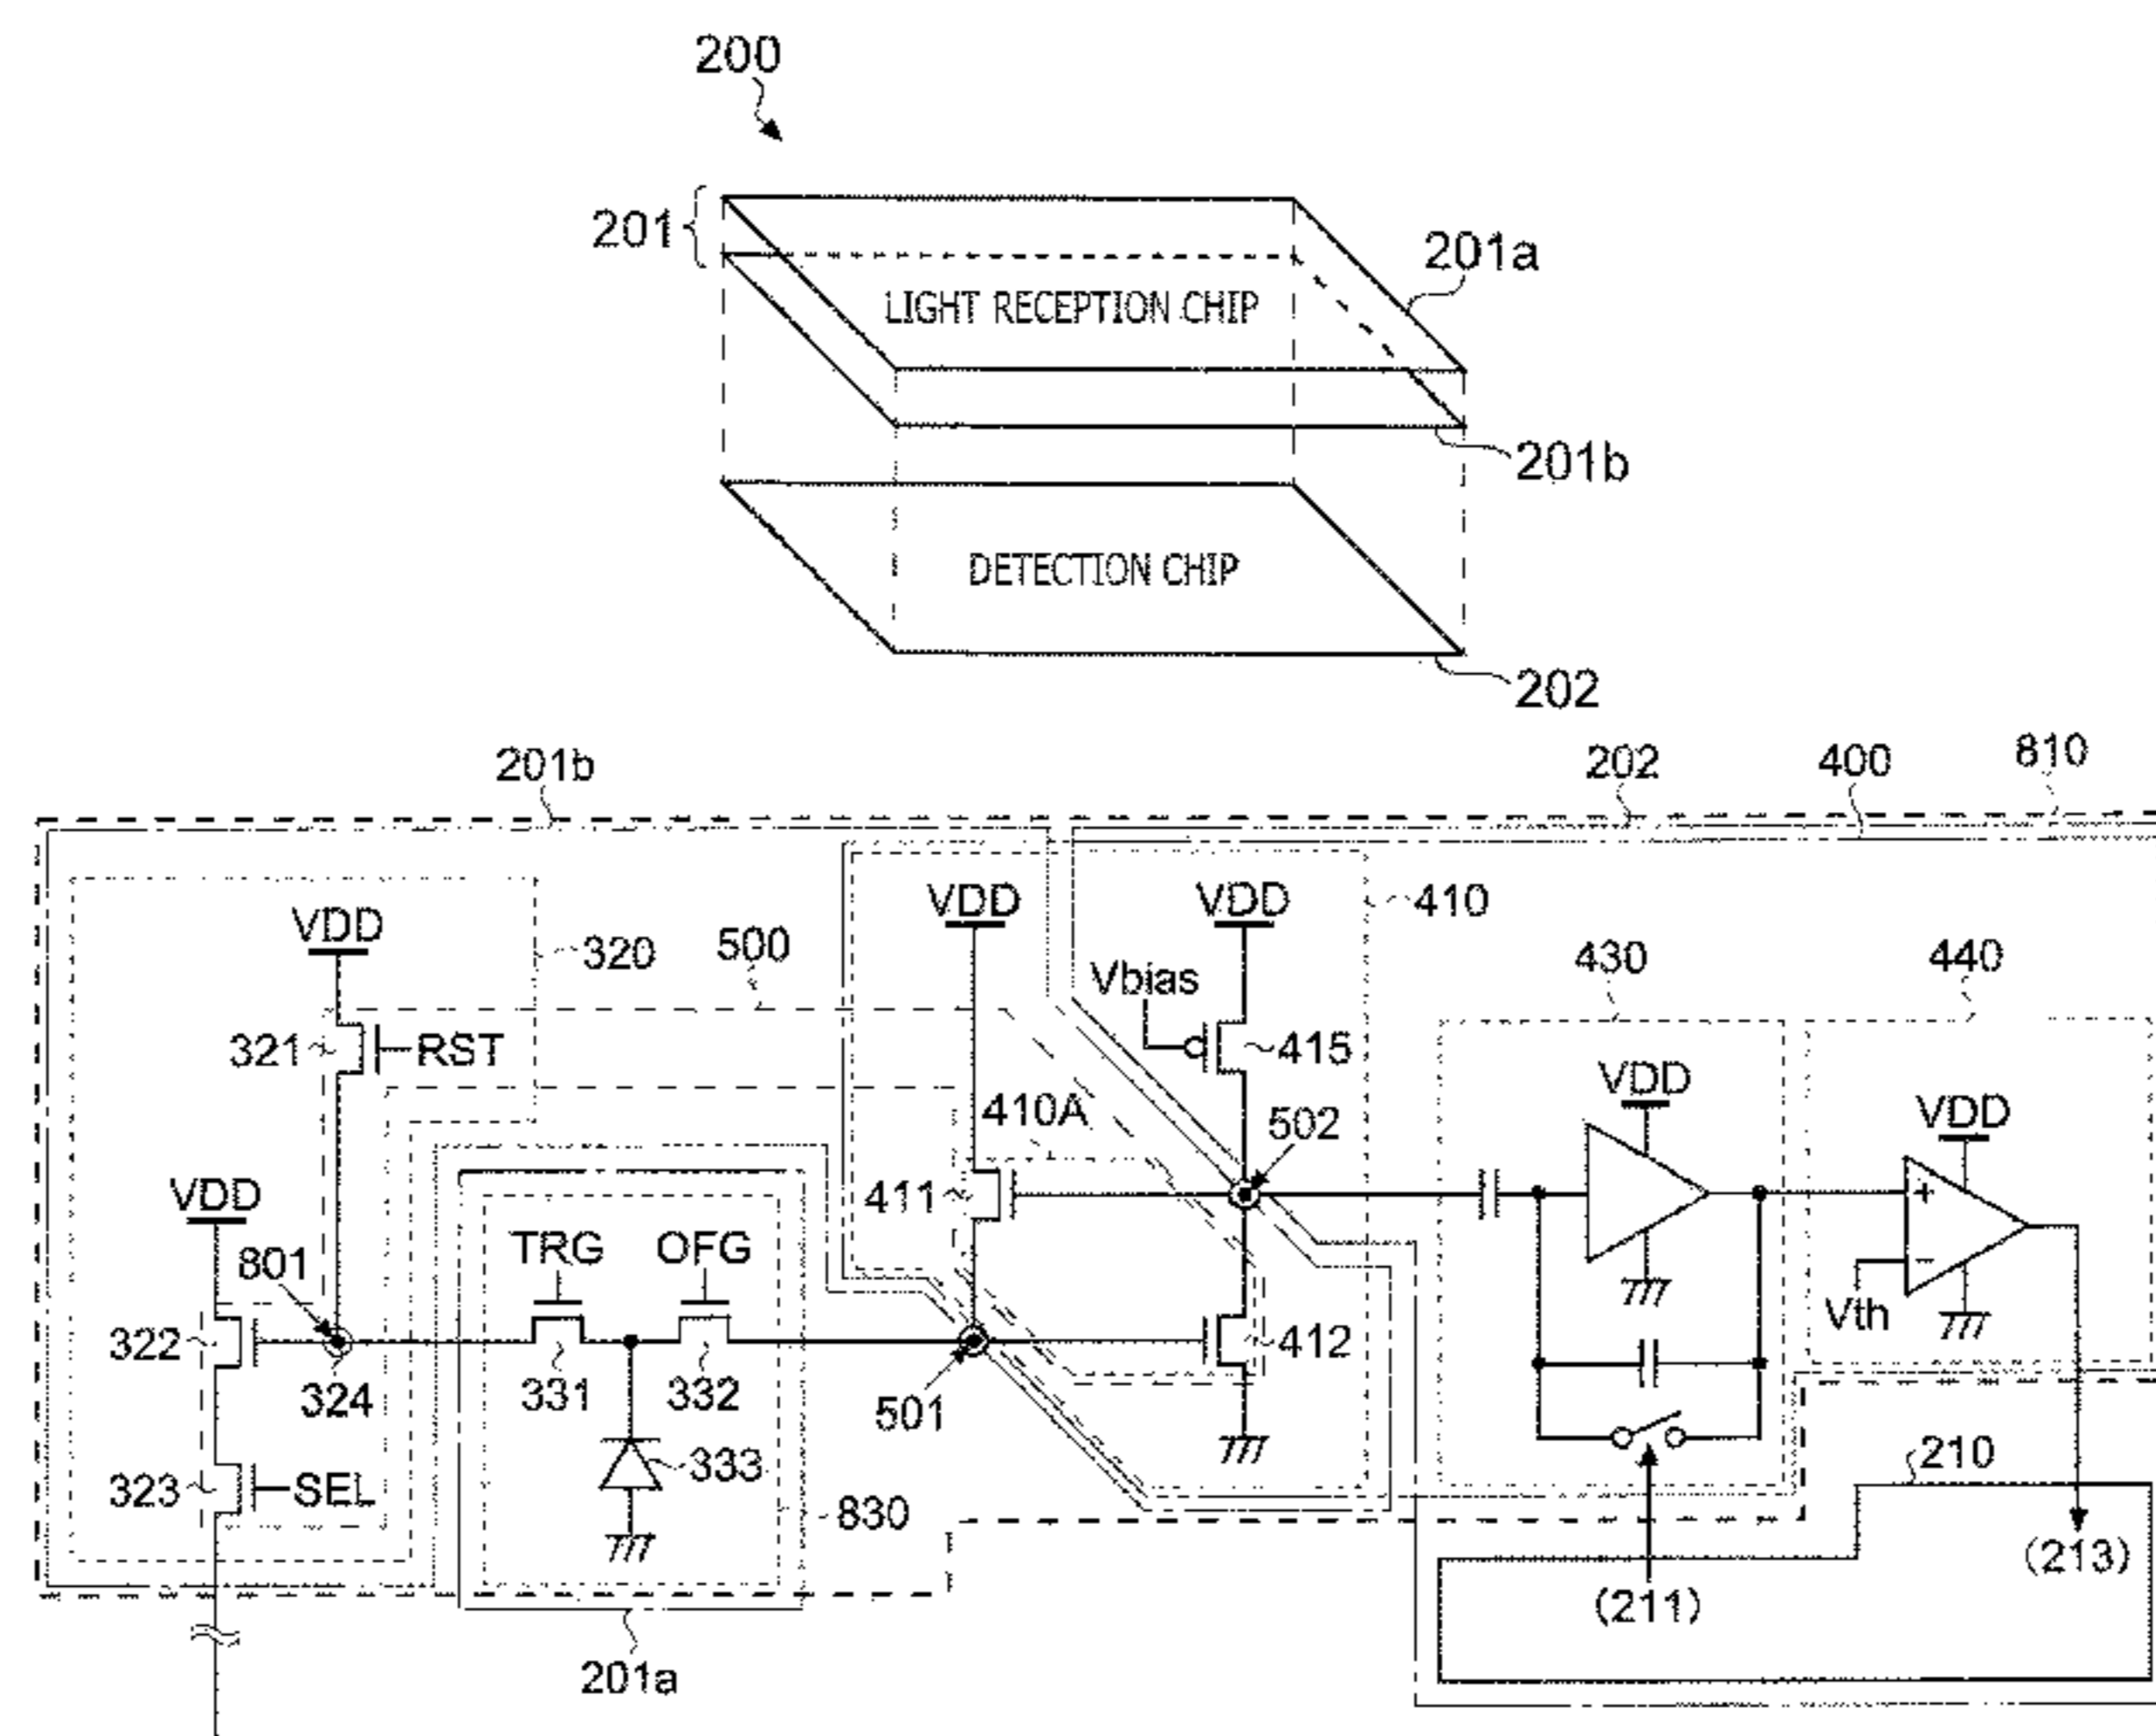 200
201
201a
LIGHT RECEPTION CHIP
201b
DETECTION CHIP
202
201b
202
400
810
VDD
VDD
VDD
410
320
500
Vbias
430
440
321
RST
415
VDD
VDD
410A
502
VDD
411
801
TRG
OFG
Vth
322
324
331
332
501
412
323
SEL
333
830
210
(213)
(211)
201a
+
−